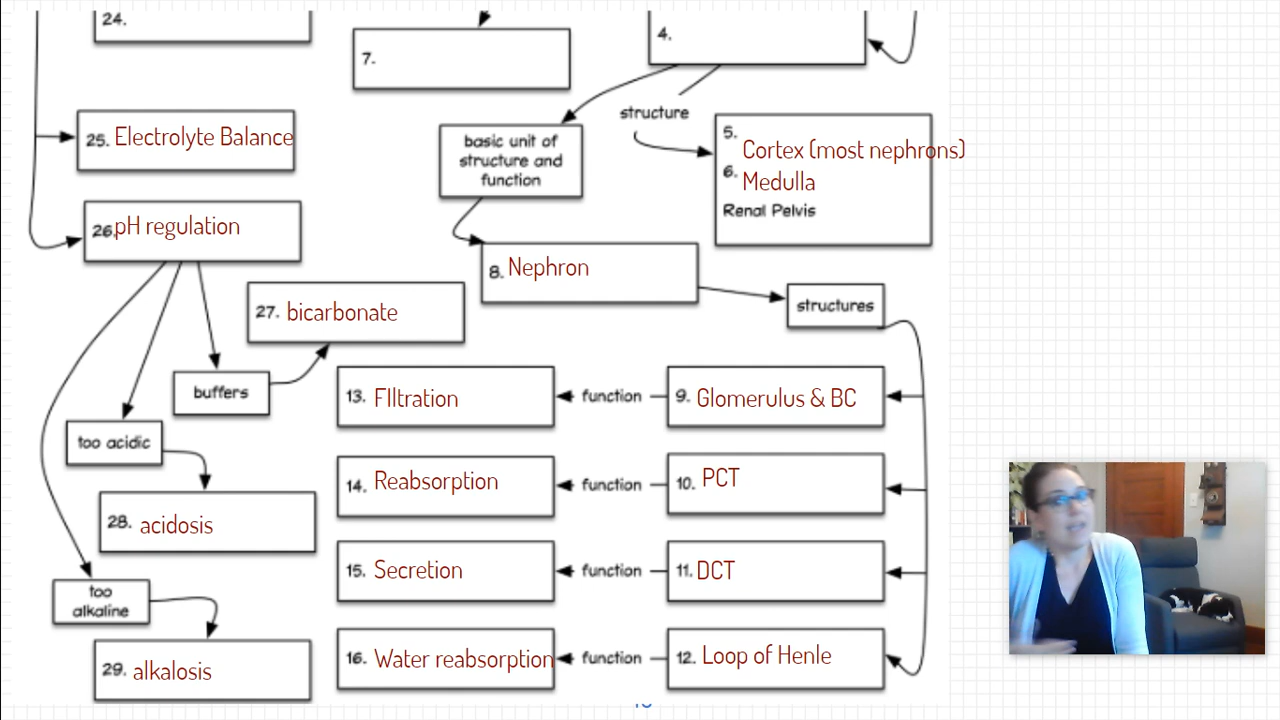 24.
7.
4.
structure
25. Electrolyte Balance
basic unit of
structure and
function
5.
Cortex (most nephrons)
6.
Medulla
Renal Pelvis
26. pH regulation
8. Nephron
structures
27. bicarbonate
buffers
13. FIltration
function
9. Glomerulus & BC
too acidic
14. Reabsorption
function
10. PCT
28. acidosis
15. Secretion
function
11. DCT
too
alkaline
16. Water reabsorption
function
12. Loop of Henle
29. alkalosis